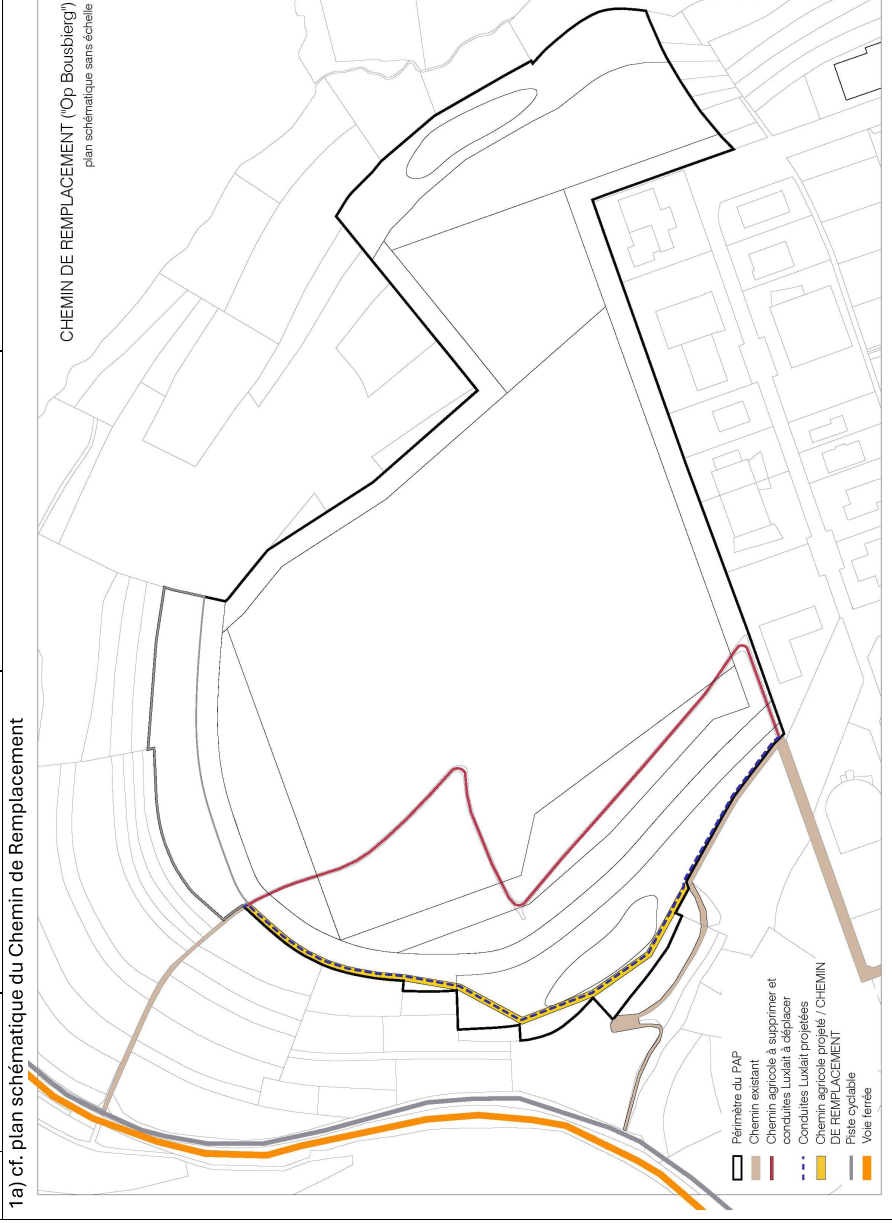 1a) cf. plan schématique du Chemin de Remplacement
CHEMIN DE REMPLACEMENT ("Op Bousbierg")
plan schématique sans échelle
Périmètre du PAP
Chemin existant
Chemin agricole à supprimer et
conduites Luxlait à déplacer
Conduites Luxlait projetées
Chemin agricole projeté / CHEMIN
DE REMPLACEMENT
Piste cyclable
Voie ferrée